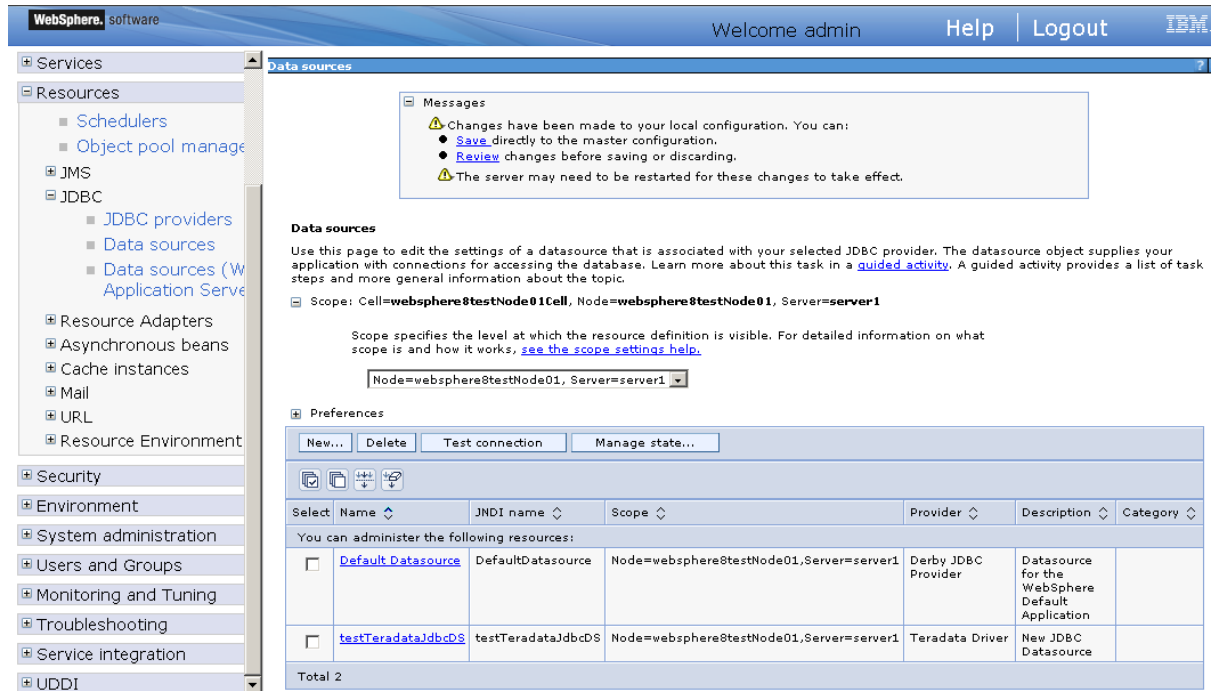 WebSphere. software
Welcome admin
Help
Logout
IBM.
Services
Resources
Schedulers
Object pool manage
JMS
JDBC
JDBC providers
Data sources
Data sources (W
Application Serve
Resource Adapters
Asynchronous beans
Cache instances
Mail
URL
Resource Environment
Security
Environment
System administration
Users and Groups
Monitoring and Tuning
Troubleshooting
Service integration
UDDI
Data sources
?
Messages
Changes have been made to your local configuration. You can:
Save directly to the master configuration.
Review changes before saving or discarding.
The server may need to be restarted for these changes to take effect.
Data sources
Use this page to edit the settings of a datasource that is associated with your selected JDBC provider. The datasource object supplies your
application with connections for accessing the database. Learn more about this task in a guided activity. A guided activity provides a list of task
steps and more general information about the topic.
Scope: Cell=websphere8testNode01Cell, Node=websphere8testNode01, Server=server1
Scope specifies the level at which the resource definition is visible. For detailed information on what
scope is and how it works, see the scope settings help.
Node=websphere8testNode01, Server=server1
Preferences
New... Delete Test connection Manage state...
Select Name JNDI name Scope Provider Description Category
You can administer the following resources:
Default Datasource DefaultDatasource Node=websphere8testNode01,Server=server1 Derby JDBC Datasource
Provider for the
WebSphere
Default
Application
testTeradataJdbcDS testTeradataJdbcDS Node=websphere8testNode01,Server=server1 Teradata Driver New JDBC
Datasource
Total 2